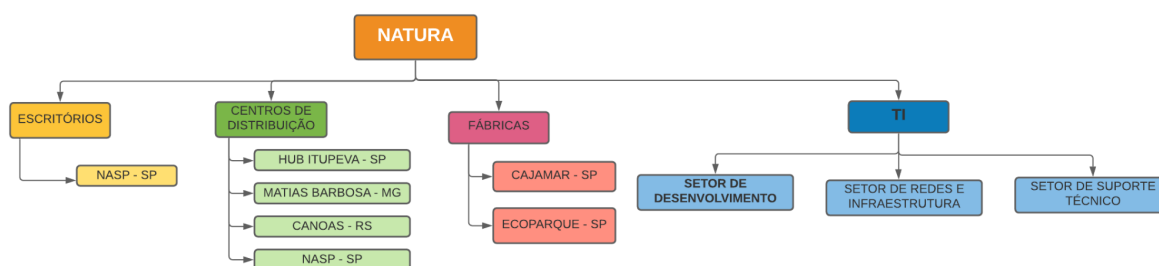 NATURA
ESCRITÓRIOS
NASP - SP
CENTROS DE
DISTRIBUIÇÃO
HUB ITUPEVA - SP
MATIAS BARBOSA - MG
CANOAS - RS
NASP - SP
FÁBRICAS
CAJAMAR - SP
ECOPARQUE - SP
TI
SETOR DE
DESENVOLVIMENTO
SETOR DE REDES E
INFRAESTRUTURA
SETOR DE SUPORTE
TÉCNICO